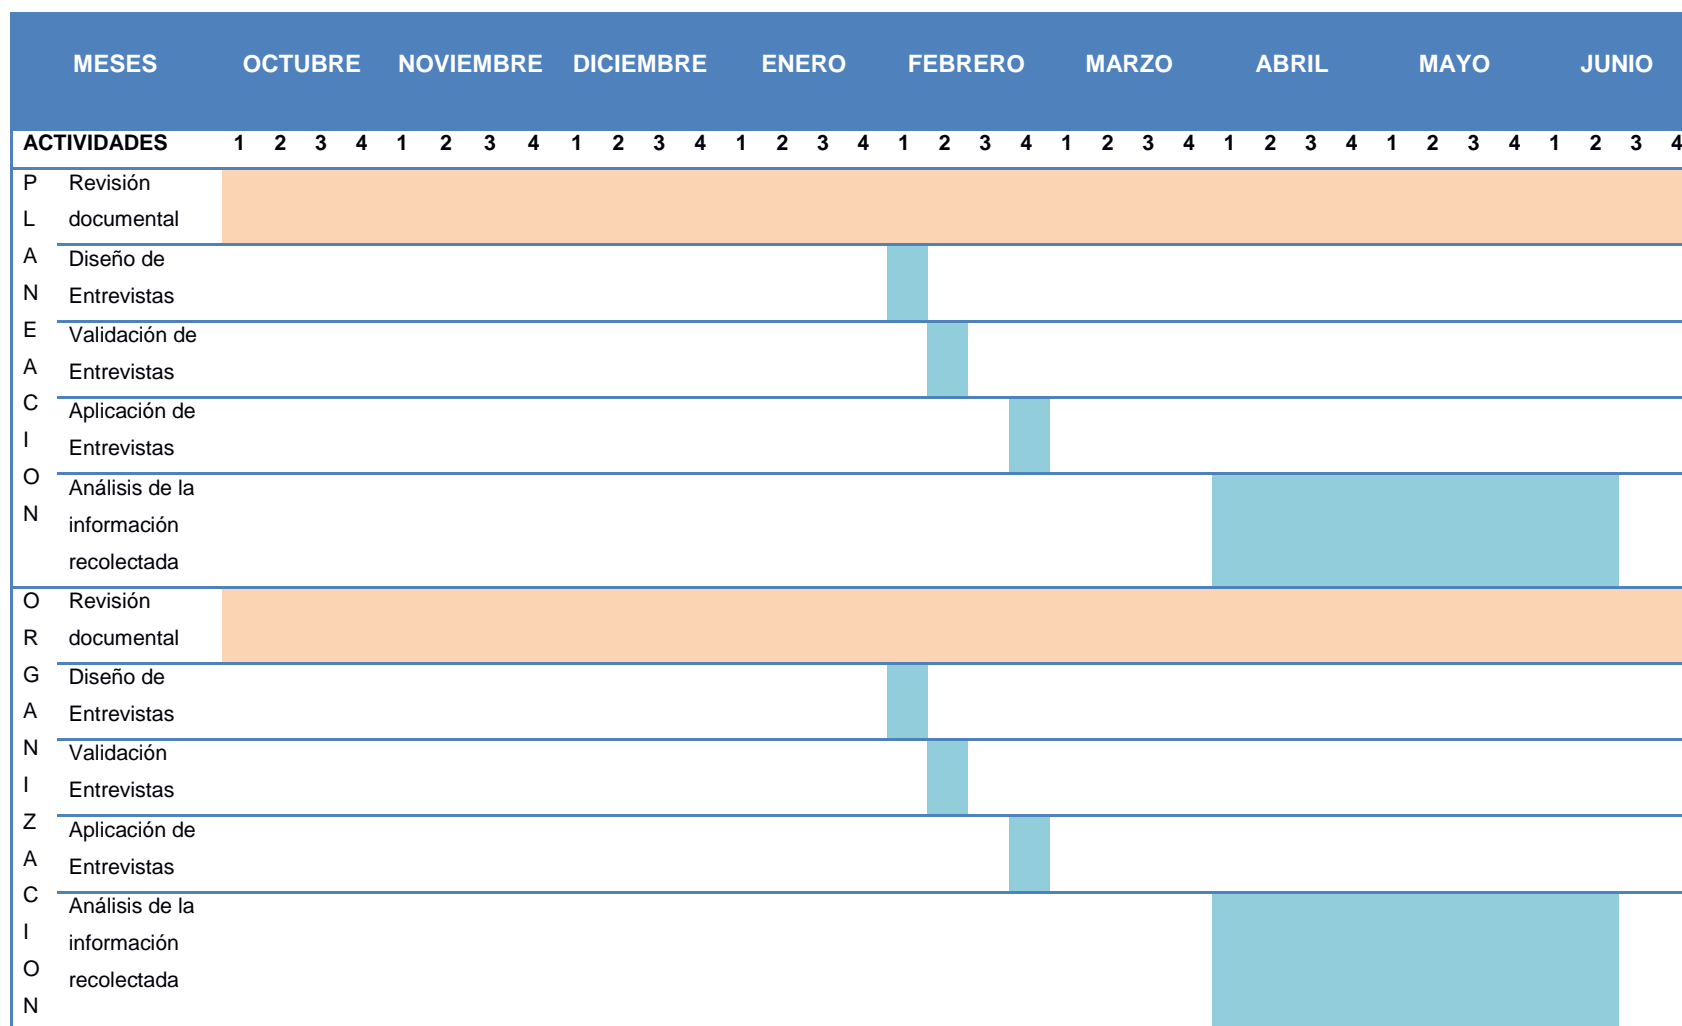 MESES OCTUBRE NOVIEMBRE DICIEMBRE ENERO FEBRERO MARZO ABRIL MAYO JUNIO
ACTIVIDADES 1 2 3 4 1 2 3 4 1 2 3 4 1 2 3 4 1 2 3 4 1 2 3 4 1 2 3 4 1 2 3 4 1 2 3 4
P L A N E A C I O N
Revisión
documental
Diseño de
Entrevistas
Validación de
Entrevistas
Aplicación de
Entrevistas
Análisis de la
información
recolectada
O R G A N I Z A C I O N
Revisión
documental
Diseño de
Entrevistas
Validación
Entrevistas
Aplicación de
Entrevistas
Análisis de la
información
recolectada